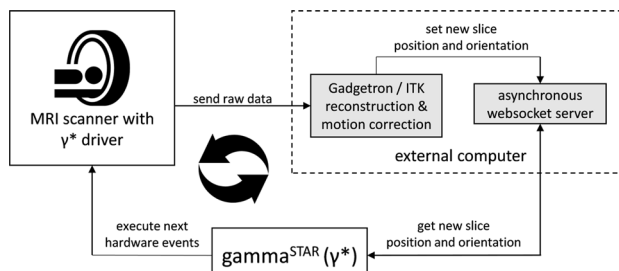 MRI scanner with
γ* driver
send raw data
set new slice
position and orientation
Gadgetron / ITK
reconstruction &
motion correction
asynchronous
websocket server
external computer
execute next
hardware events
gammaSTAR (γ*)
get new slice
position and orientation